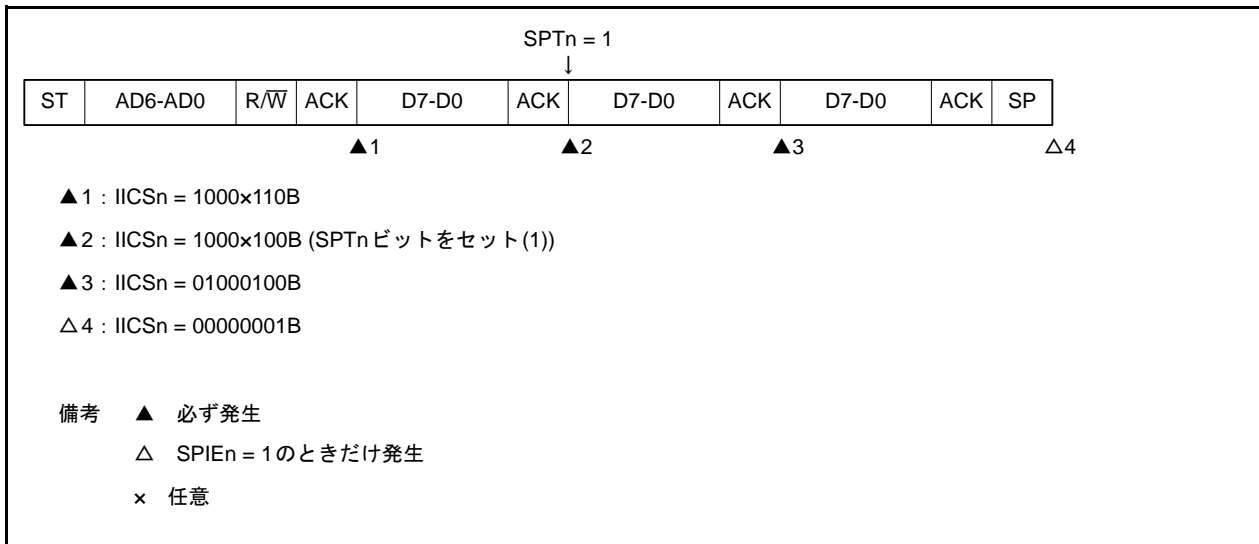 SPTn = 1
↓
ST AD6-AD0 R/W̅ ACK D7-D0 ACK D7-D0 ACK D7-D0 ACK SP
▲1 ▲2 ▲3 △4
▲1 : IICSn = 1000×110B
▲2 : IICSn = 1000×100B (SPTnビットをセット(1))
▲3 : IICSn = 01000100B
△4 : IICSn = 00000001B
備考 ▲ 必ず発生
△ SPIEn = 1のときだけ発生
× 任意